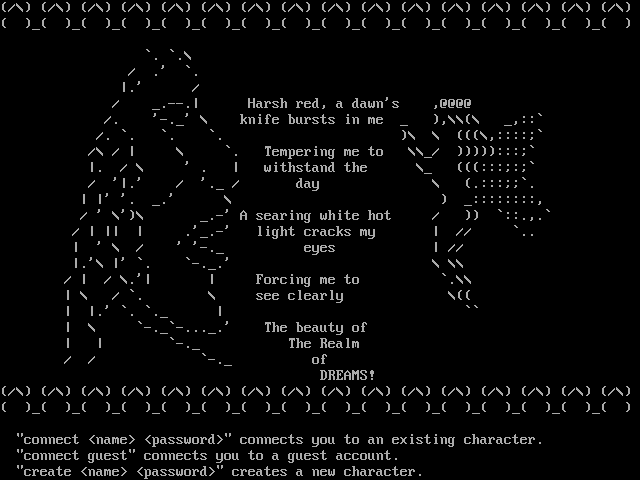 Harsh red, a dawn's
knife bursts in me
Tempering me to
withstand the
day
A searing white hot
light cracks my
eyes
Forcing me to
see clearly
The beauty of
The Realm
of
DREAMS!
"connect <name> <password>" connects you to an existing character.
"connect guest" connects you to a guest account.
"create <name> <password>" creates a new character.